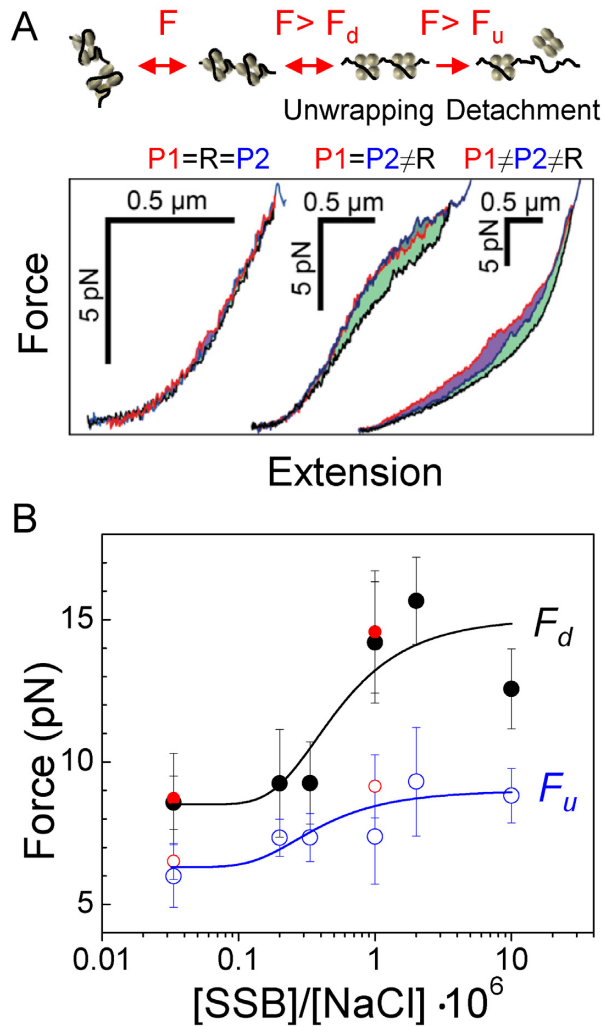 A
F F> Fd F> Fu
Unwrapping Detachment
P1=R=P2 P1=P2≠R P1≠P2≠R
0.5 µm 0.5 µm 0.5 µm
5 pN 5 pN 5 pN
Force
Extension
B
15
10
5
Force (pN)
Fd
Fu
0.01 0.1 1 10
[SSB]/[NaCl] ·10⁶